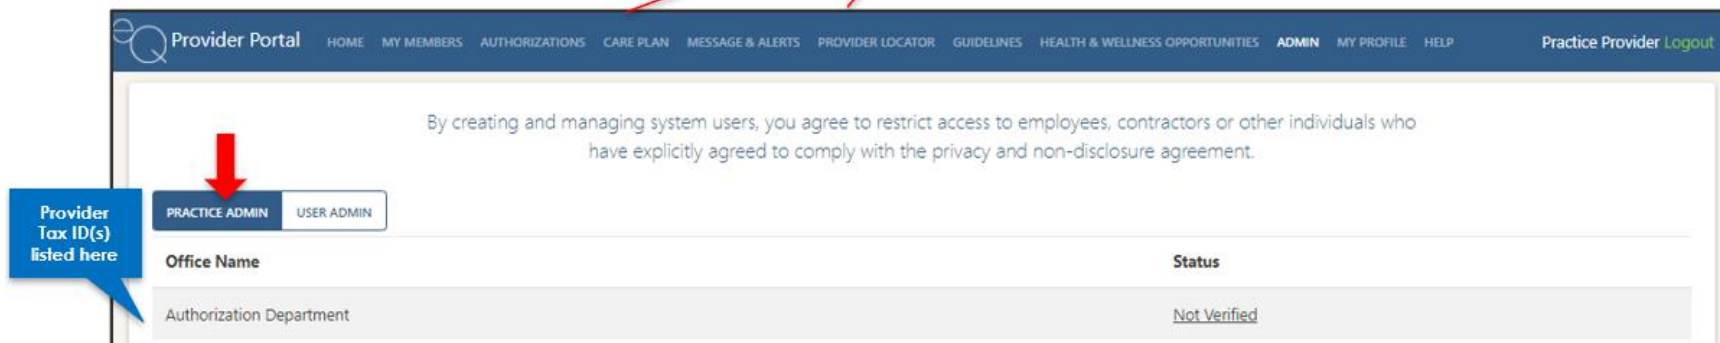 eQ Provider Portal HOME MY MEMBERS AUTHORIZATIONS CARE PLAN MESSAGE & ALERTS PROVIDER LOCATOR GUIDELINES HEALTH & WELLNESS OPPORTUNITIES ADMIN MY PROFILE HELP Practice Provider Logout
By creating and managing system users, you agree to restrict access to employees, contractors or other individuals who
have explicitly agreed to comply with the privacy and non-disclosure agreement.
PRACTICE ADMIN USER ADMIN
Provider
Tax ID(s)
listed here
Office Name Status
Authorization Department Not Verified